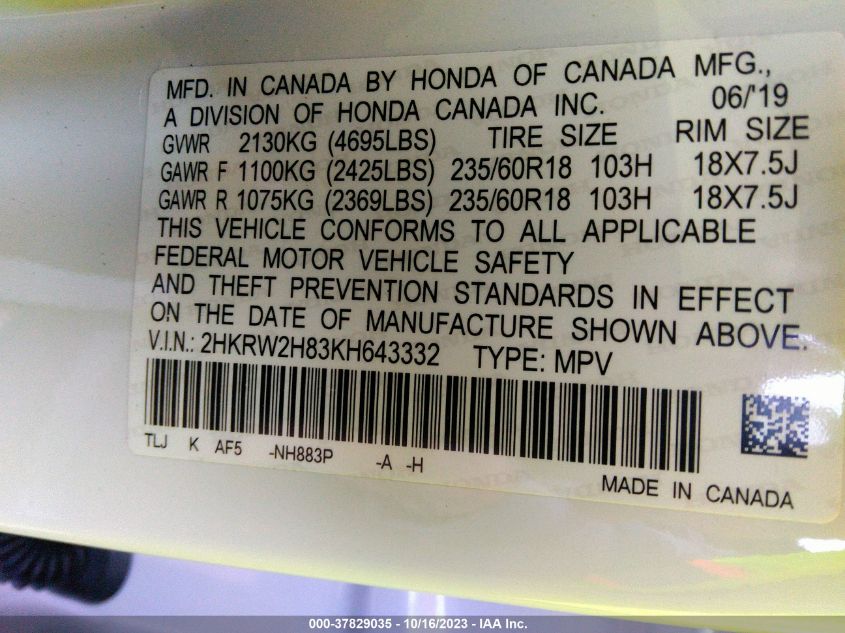 MFD. IN CANADA BY HONDA OF CANADA MFG.,
A DIVISION OF HONDA CANADA INC. 06/'19
GVWR 2130KG (4695LBS) TIRE SIZE RIM SIZE
GAWR F 1100KG (2425LBS) 235/60R18 103H 18X7.5J
GAWR R 1075KG (2369LBS) 235/60R18 103H 18X7.5J
THIS VEHICLE CONFORMS TO ALL APPLICABLE
FEDERAL MOTOR VEHICLE SAFETY
AND THEFT PREVENTION STANDARDS IN EFFECT
ON THE DATE OF MANUFACTURE SHOWN ABOVE.
V.I.N.: 2HKRW2H83KH643332 TYPE: MPV
TLJ K AF5 -NH883P -A -H
MADE IN CANADA
000-37829035 - 10/16/2023 - IAA Inc.